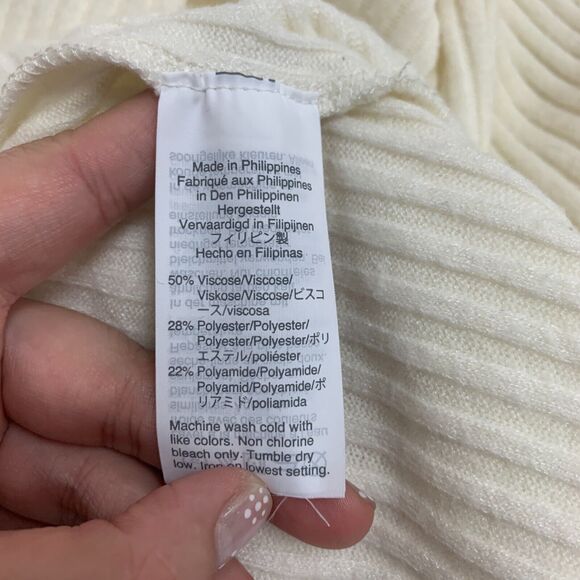 Made in Philippines
Fabriqué aux Philippines
in Den Philippinen
Hergestellt
Vervaardigd in Filipijnen
フィリピン製
Hecho en Filipinas
50% Viscose/Viscose/
Viskose/Viscose/ビスコ
ース/viscosa
28% Polyester/Polyester/
Polyester/Polyester/ポリ
エステル/poliéster
22% Polyamide/Polyamide/
Polyamid/Polyamide/ポ
リアミド/poliamida
Machine wash cold with
like colors. Non chlorine
bleach only. Tumble dry
low. Iron on lowest setting.